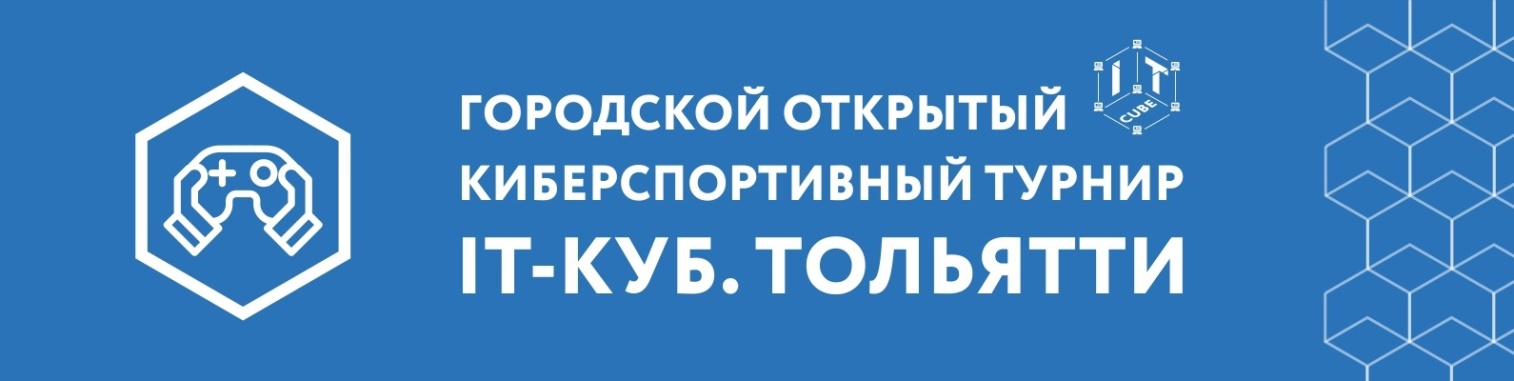 ГОРОДСКОЙ ОТКРЫТЫЙ
IT
CUBE
КИБЕРСПОРТИВНЫЙ ТУРНИР
IT-КУБ. ТОЛЬЯТТИ